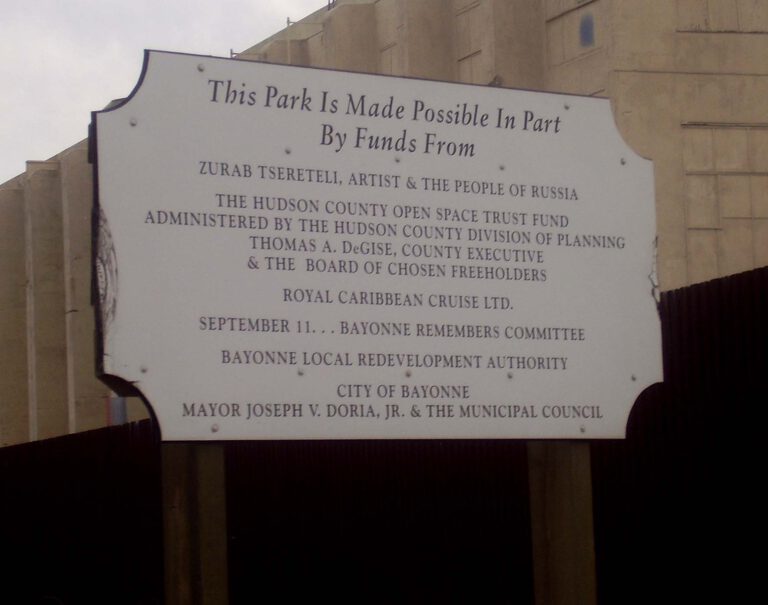 This Park Is Made Possible In Part
By Funds From
ZURAB TSERETELI, ARTIST & THE PEOPLE OF RUSSIA
THE HUDSON COUNTY OPEN SPACE TRUST FUND
ADMINISTERED BY THE HUDSON COUNTY DIVISION OF PLANNING
THOMAS A. DeGISE, COUNTY EXECUTIVE
& THE BOARD OF CHOSEN FREEHOLDERS
ROYAL CARIBBEAN CRUISE LTD.
SEPTEMBER 11. . . BAYONNE REMEMBERS COMMITTEE
BAYONNE LOCAL REDEVELOPMENT AUTHORITY
CITY OF BAYONNE
MAYOR JOSEPH V. DORIA, JR. & THE MUNICIPAL COUNCIL